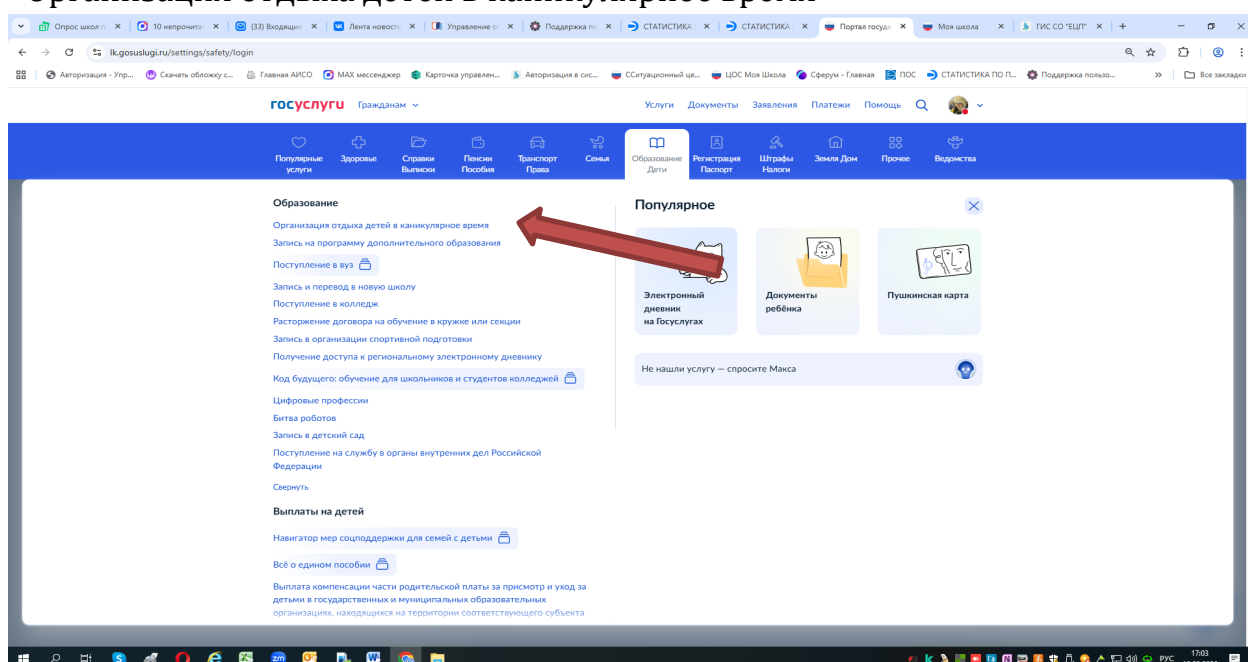 Организация отдыха детей в каникулярное время
Опрос школ п
10 непрочита
(33) Входящие
Лента новосте
Управление о
Поддержка по
СТАТИСТИКА
СТАТИСТИКА
Портал госуда
Моя школа
ГИС СО "ЕЦП"
lk.gosuslugi.ru/settings/safety/login
Авторизация - Упр...
Скачать обложку с...
Главная АИСО
MAX мессенджер
Карточка управлен...
Авторизация в сис...
ССитуационный це...
ЦОС Моя Школа
Сферум - Главная
ПОС
СТАТИСТИКА ПО П...
Поддержка пользо...
Все закладки
госуслуги Гражданам
Услуги Документы Заявления Платежи Помощь
Популярные услуги
Здоровье
Справки Выписки
Пенсии Пособия
Транспорт Права
Семья
Образование Дети
Регистрация Паспорт
Штрафы Налоги
Земля Дом
Прочее
Ведомства
Образование
Организация отдыха детей в каникулярное время
Запись на программу дополнительного образования
Поступление в вуз
Запись и перевод в новую школу
Поступление в колледж
Расторжение договора на обучение в кружке или секции
Запись в организации спортивной подготовки
Получение доступа к региональному электронному дневнику
Код будущего: обучение для школьников и студентов колледжей
Цифровые профессии
Битва роботов
Запись в детский сад
Поступление на службу в органы внутренних дел Российской
Федерации
Свернуть
Выплаты на детей
Навигатор мер соцподдержки для семей с детьми
Всё о едином пособии
Выплата компенсации части родительской платы за присмотр и уход за
детьми в государственных и муниципальных образовательных
организациях, находящихся на территории соответствующего субъекта
Популярное
Электронный
дневник
на Госуслугах
Документы
ребёнка
Пушкинская карта
Не нашли услугу — спросите Макса
РУС
17:03